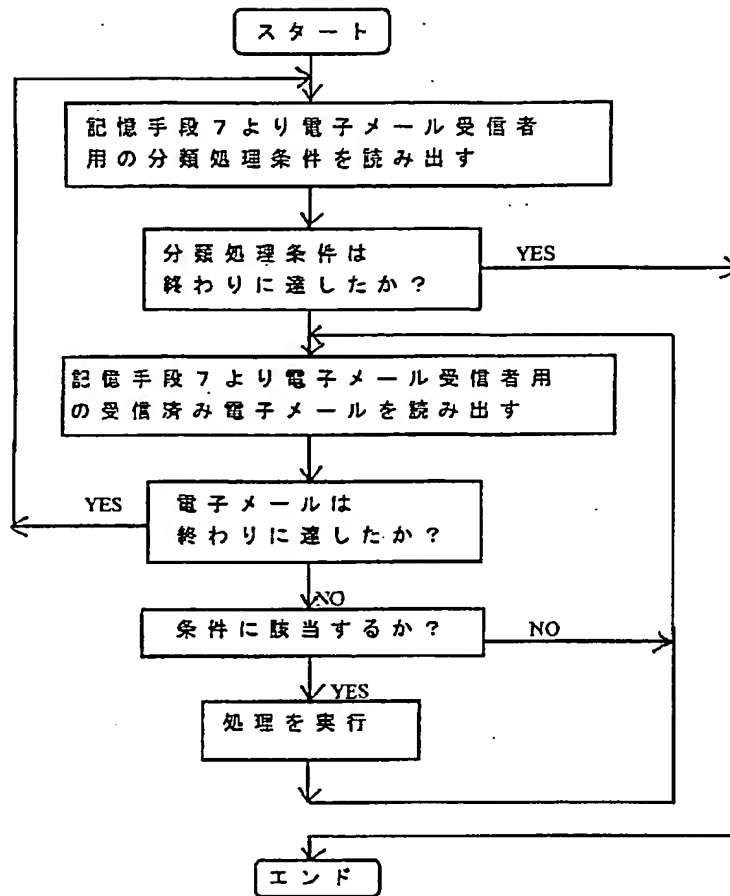 スタート
記憶手段7より電子メール受信者
用の分類処理条件を読み出す
分類処理条件は
終わりに達したか?
YES
記憶手段7より電子メール受信者用
の受信済み電子メールを読み出す
YES
電子メールは
終わりに達したか?
NO
条件に該当するか?
NO
YES
処理を実行
エンド